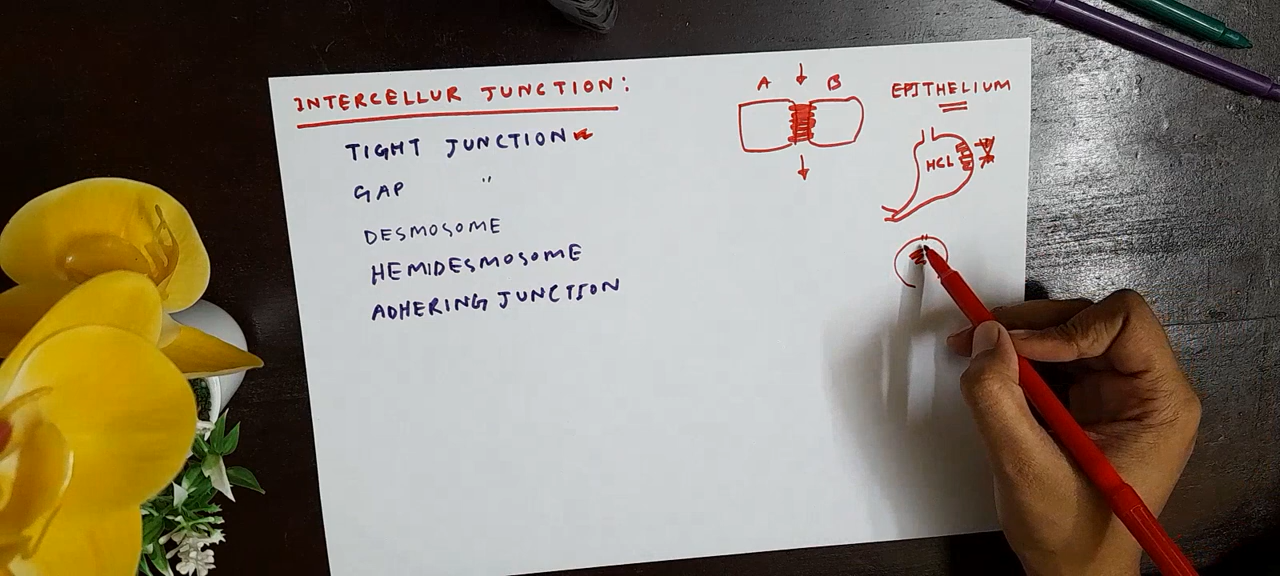 INTERCELLUR JUNCTION:
TIGHT JUNCTION
GAP "
DESMOSOME
HEMIDESMOSOME
ADHERING JUNCTION
A B
EPITHELIUM
HCL